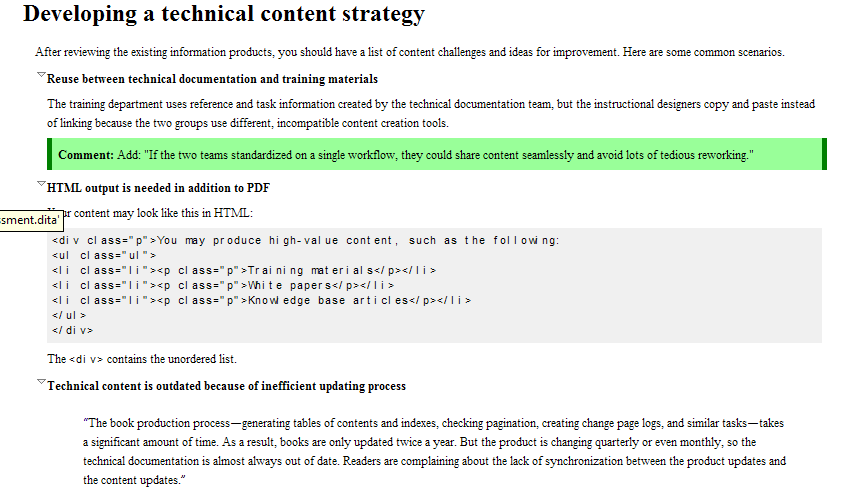 Developing a technical content strategy
After reviewing the existing information products, you should have a list of content challenges and ideas for improvement. Here are some common scenarios.
Reuse between technical documentation and training materials
The training department uses reference and task information created by the technical documentation team, but the instructional designers copy and paste instead
of linking because the two groups use different, incompatible content creation tools.
Comment: Add: "If the two teams standardized on a single workflow, they could share content seamlessly and avoid lots of tedious reworking."
HTML output is needed in addition to PDF
ssment.dita'
content may look like this in HTML:
<div class="p">You may produce high-value content, such as the following:
<ul class="ul">
<li class="li"><p class="p">Training materials</p></li>
<li class="li"><p class="p">White papers</p></li>
<li class="li"><p class="p">Knowledge base articles</p></li>
</ul>
</div>
The <div> contains the unordered list.
Technical content is outdated because of inefficient updating process
"The book production process—generating tables of contents and indexes, checking pagination, creating change page logs, and similar tasks—takes
a significant amount of time. As a result, books are only updated twice a year. But the product is changing quarterly or even monthly, so the
technical documentation is almost always out of date. Readers are complaining about the lack of synchronization between the product updates and
the content updates."